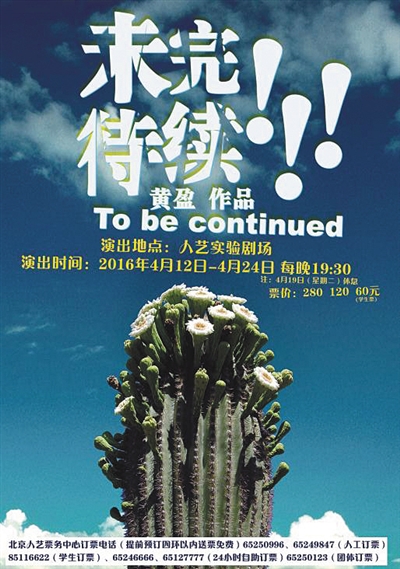 未完
待续!!!
黄盈 作品
To be continued
演出地点：人艺实验剧场
演出时间：2016年4月12日-4月24日 每晚19:30
注：4月19日（星期二）休息
票价：280 120 60元
(学生票)
北京人艺票务中心订票电话（提前预订四环以内送票免费）65250996、65249847（人工订票）
85116622（学生订票）、65246666、65127777（24小时自助订票）65250123（团体订票）